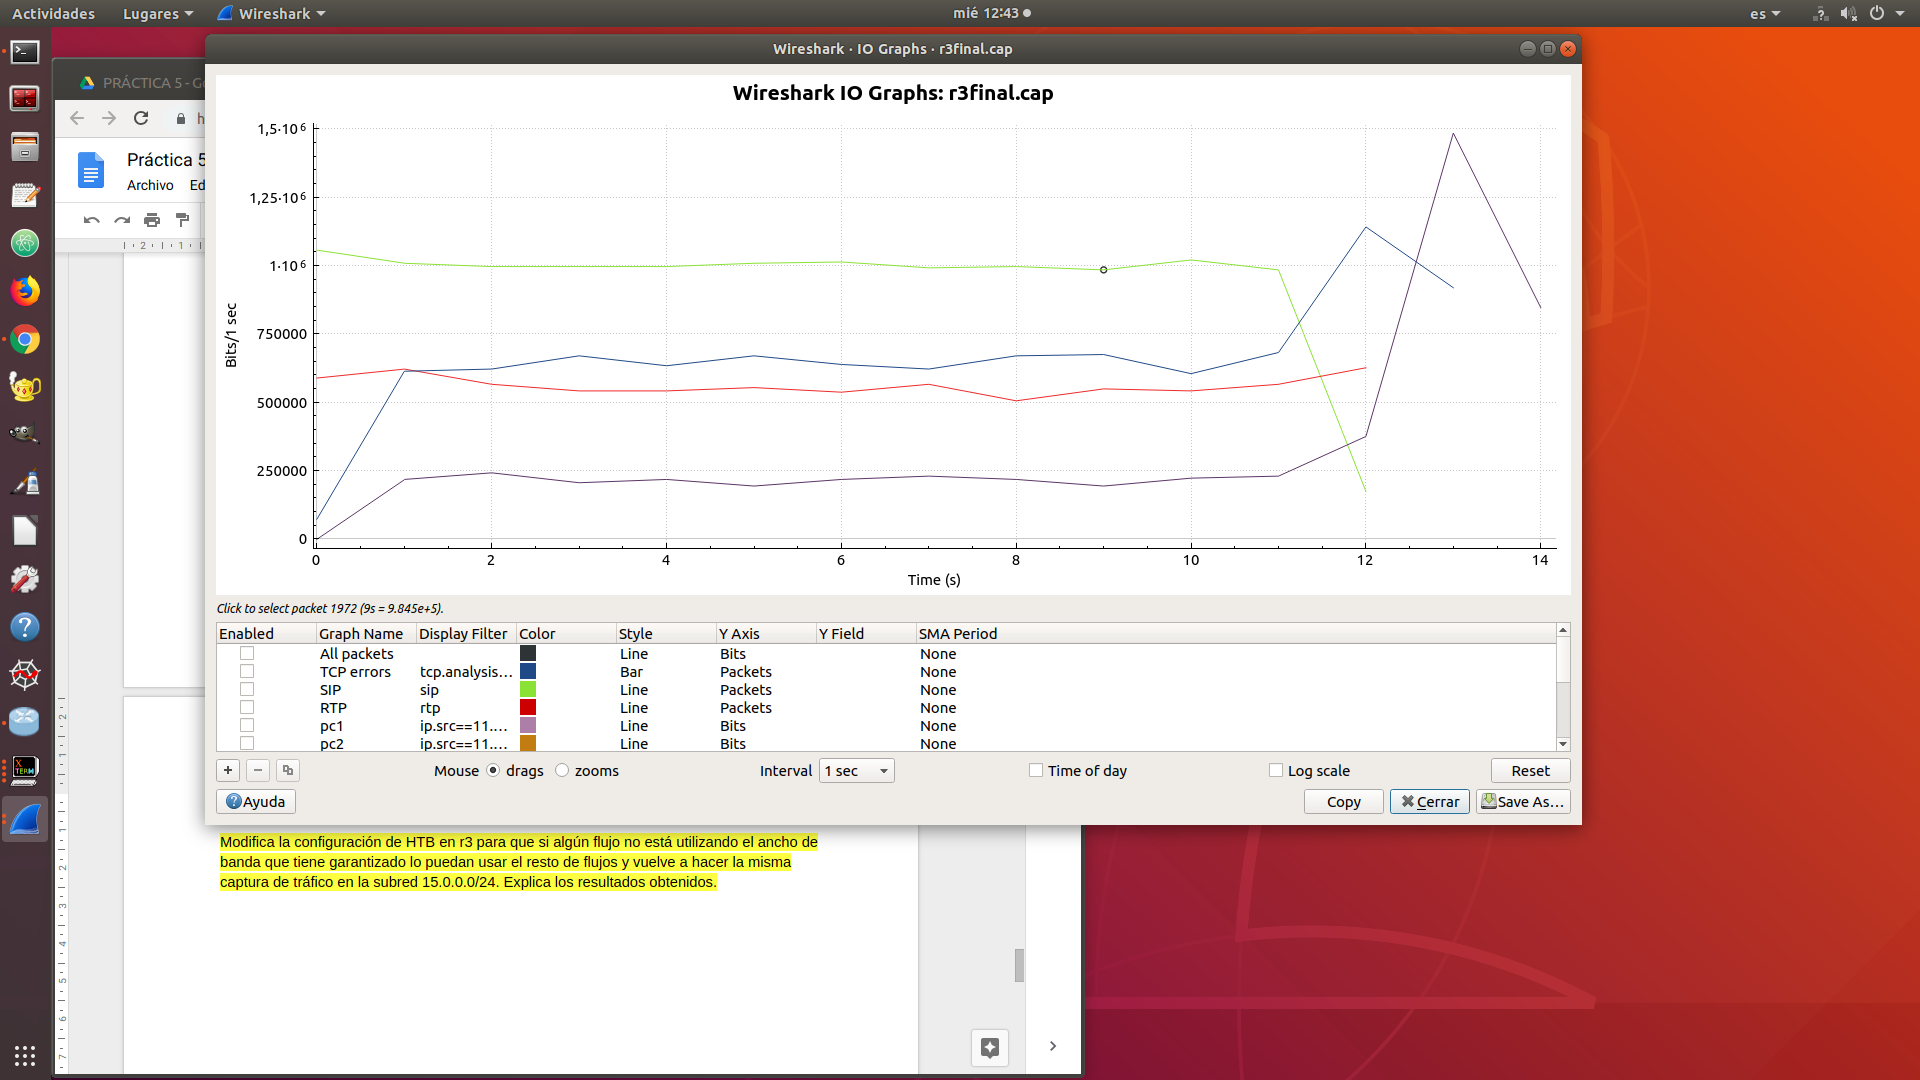 Actividades
Lugares
Wireshark
mié 12:43
es
PRÁCTICA 5 - G
Práctica 5
Archivo Ed
Wireshark · IO Graphs · r3final.cap
Wireshark IO Graphs: r3final.cap
1,5·10⁶
1,25·10⁶
1·10⁶
750000
500000
250000
0
Bits/1 sec
0 2 4 6 8 10 12 14
Time (s)
Click to select packet 1972 (9s = 9.845e+5).
Enabled Graph Name Display Filter Color Style Y Axis Y Field SMA Period
All packets Line Bits None
TCP errors tcp.analysis... Bar Packets None
SIP sip Line Packets None
RTP rtp Line Packets None
pc1 ip.src==11.... Line Bits None
pc2 ip.src==11.... Line Bits None
+ − Mouse drags zooms Interval 1 sec Time of day Log scale Reset
Ayuda Copy Cerrar Save As...
Modifica la configuración de HTB en r3 para que si algún flujo no está utilizando el ancho de
banda que tiene garantizado lo puedan usar el resto de flujos y vuelve a hacer la misma
captura de tráfico en la subred 15.0.0.0/24. Explica los resultados obtenidos.